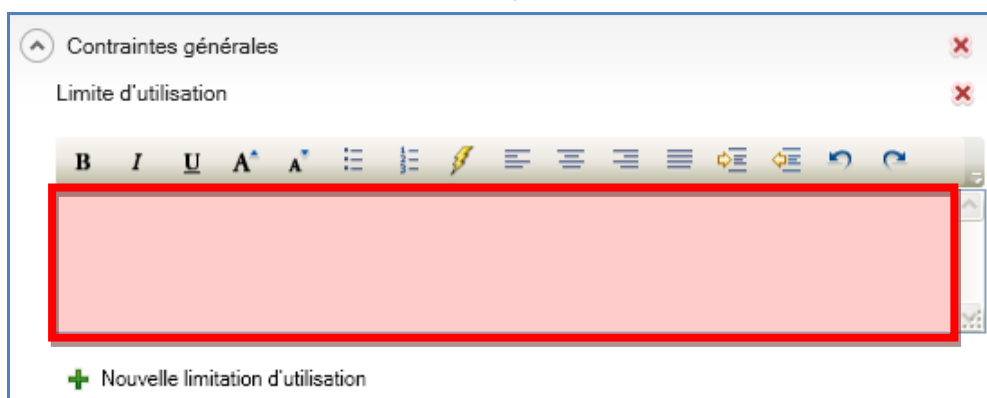 Contraintes générales
Limite d'utilisation
B I U A A
Nouvelle limitation d'utilisation